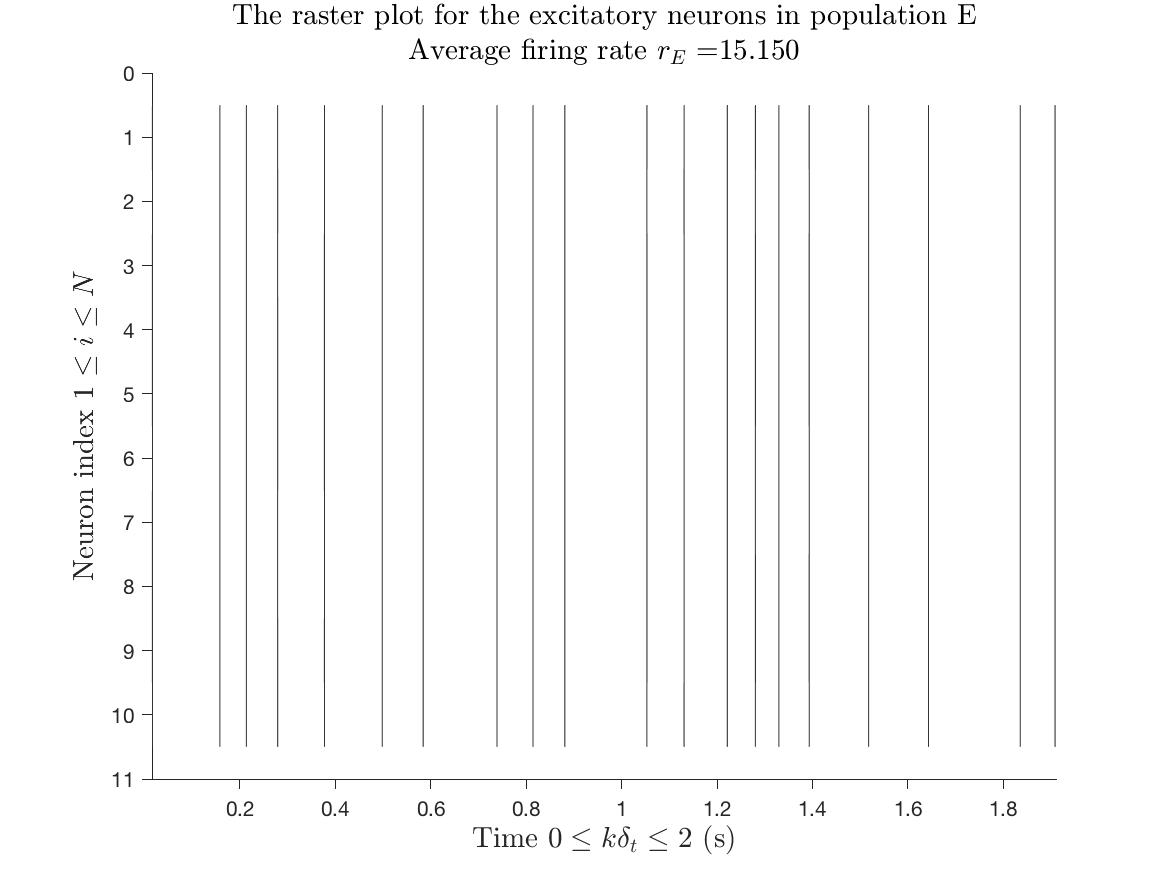 The raster plot for the excitatory neurons in population E
Average firing rate r_E =15.150
0
1
2
3
4
5
6
7
8
9
10
11
Neuron index 1 ≤ i ≤ N
0.2 0.4 0.6 0.8 1 1.2 1.4 1.6 1.8
Time 0 ≤ kδ_t ≤ 2 (s)